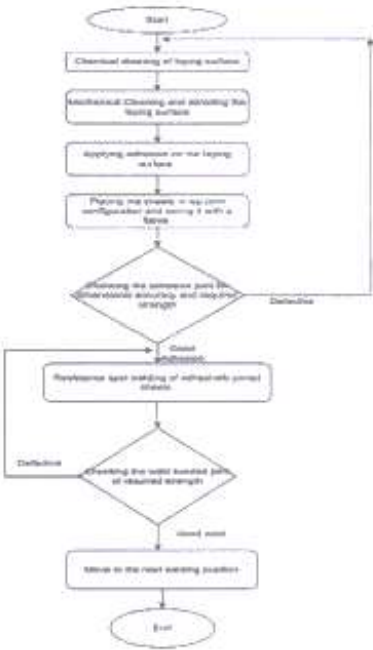 Start
Chemical cleaning of faying surface
Mechanical Cleaning and abrading the
faying surface
Applying adhesive on the faying
surface
Placing the sheets in lap joint
configuration and curing it with a
Checking the adhesive joint for
dimensional accuracy and required
strength
Defective
Good
adhesion
Resistance spot welding of adhesively joined
sheets
Checking the weld bonded joint
of required strength
Defective
Good weld
Move to the next welding position
End